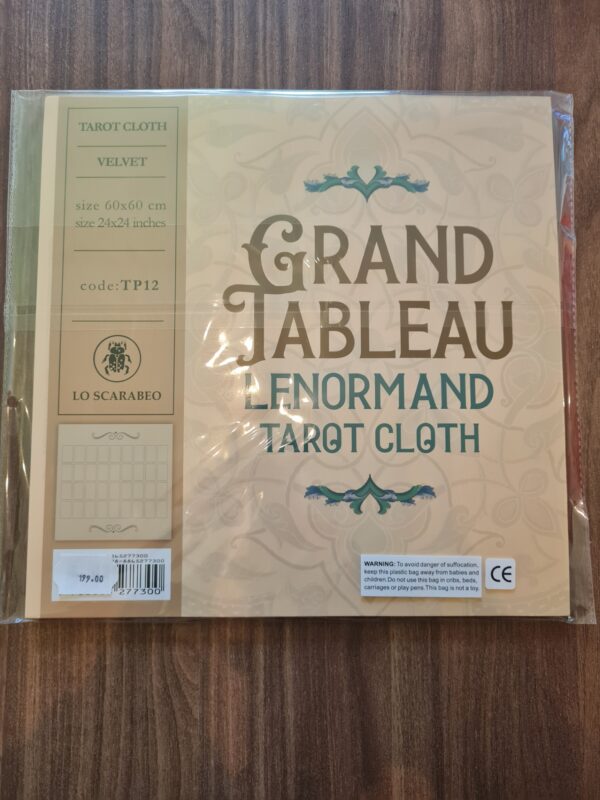 TAROT CLOTH
VELVET
size 60x60 cm
size 24x24 inches
code:TP12
LO SCARABEO
GRAND
TABLEAU
LENORMAND
TAROT CLOTH
8865277300
199.00
277300
WARNING: To avoid danger of suffocation,
keep this plastic bag away from babies and
children.Do not use this bag in cribs, beds,
carriages or play pens.This bag is not a toy.
CE